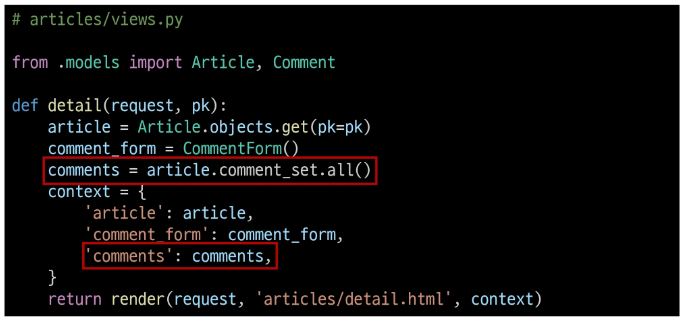 # articles/views.py
from .models import Article, Comment
def detail(request, pk):
    article = Article.objects.get(pk=pk)
    comment_form = CommentForm()
    comments = article.comment_set.all()
    context = {
        'article': article,
        'comment_form': comment_form,
        'comments': comments,
    }
    return render(request, 'articles/detail.html', context)